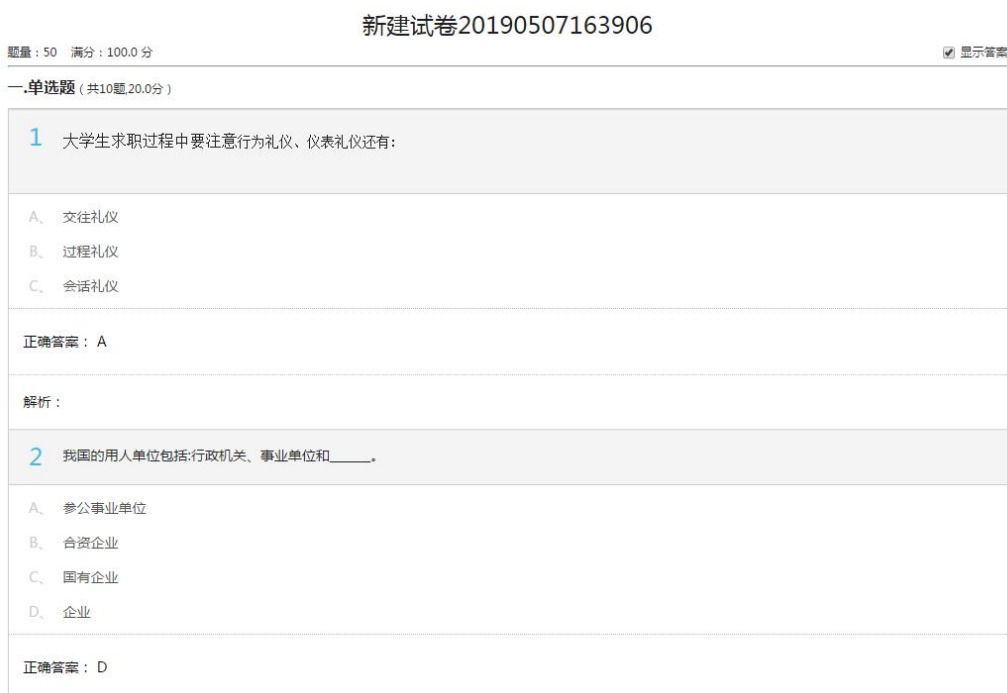 新建试卷20190507163906
题量：50 满分：100.0 分 显示答案
一.单选题（共10题,20.0分）
1 大学生求职过程中要注意行为礼仪、仪表礼仪还有:
A、 交往礼仪
B、 过程礼仪
C、 会话礼仪
正确答案： A
解析：
2 我国的用人单位包括:行政机关、事业单位和______。
A、 参公事业单位
B、 合资企业
C、 国有企业
D、 企业
正确答案： D